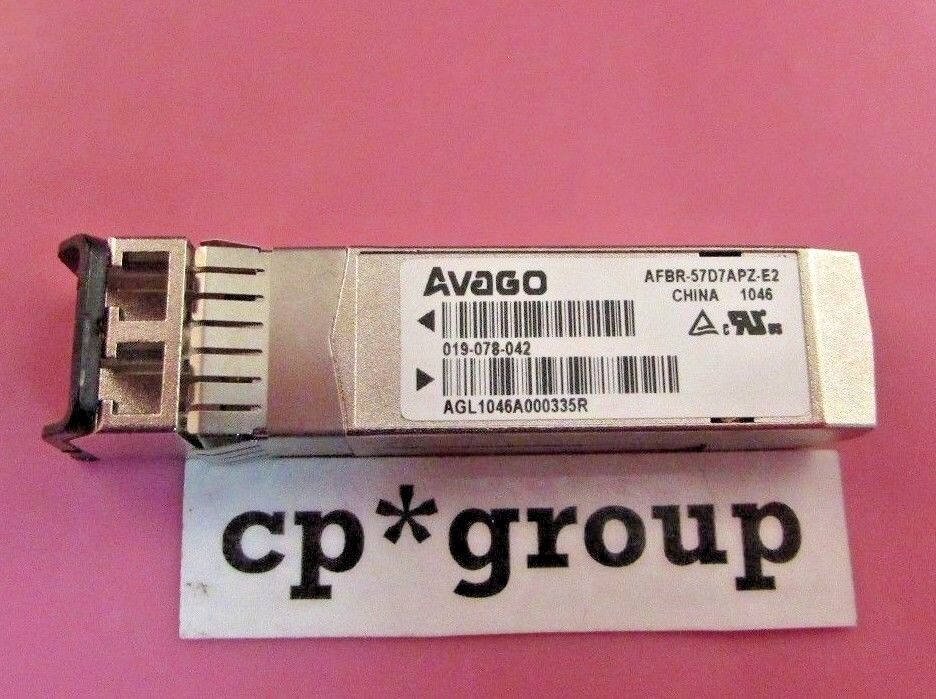 AVAGO
AFBR-57D7APZ-E2
CHINA 1046
019-078-042
AGL1046A000335R
cp*group